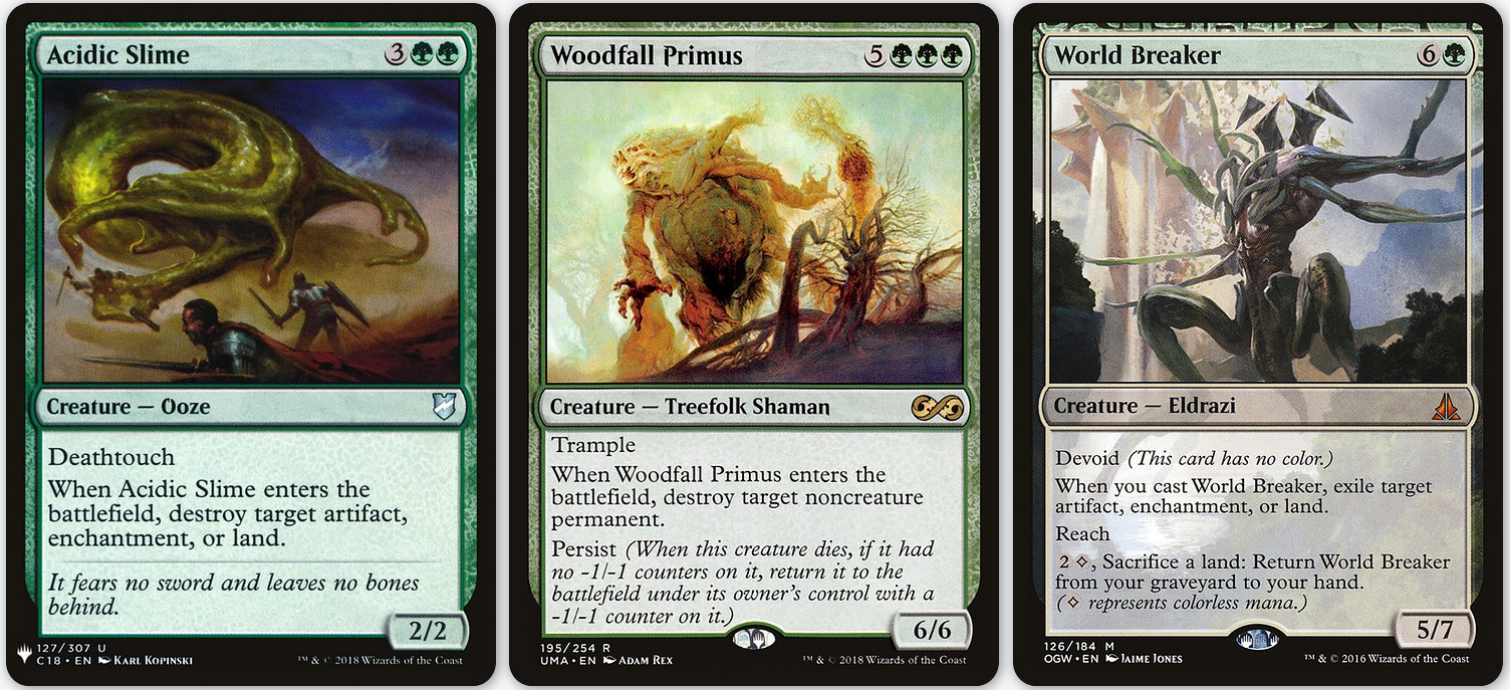 Acidic Slime 3
Creature — Ooze
Deathtouch
When Acidic Slime enters the
battlefield, destroy target artifact,
enchantment, or land.
It fears no sword and leaves no bones
behind.
2/2
127/307 U
C18 • EN KARL KOPINSKI
™ & © 2018 Wizards of the Coast
Woodfall Primus 5
Creature — Treefolk Shaman
Trample
When Woodfall Primus enters the
battlefield, destroy target noncreature
permanent.
Persist (When this creature dies, if it had
no -1/-1 counters on it, return it to the
battlefield under its owner's control with a
-1/-1 counter on it.)
6/6
195/254 R
UMA • EN ADAM REX
™ & © 2018 Wizards of the Coast
World Breaker 6
Creature — Eldrazi
Devoid (This card has no color.)
When you cast World Breaker, exile target
artifact, enchantment, or land.
Reach
2 , Sacrifice a land: Return World Breaker
from your graveyard to your hand.
( represents colorless mana.)
5/7
126/184 M
OGW • EN JAIME JONES
™ & © 2016 Wizards of the Coast